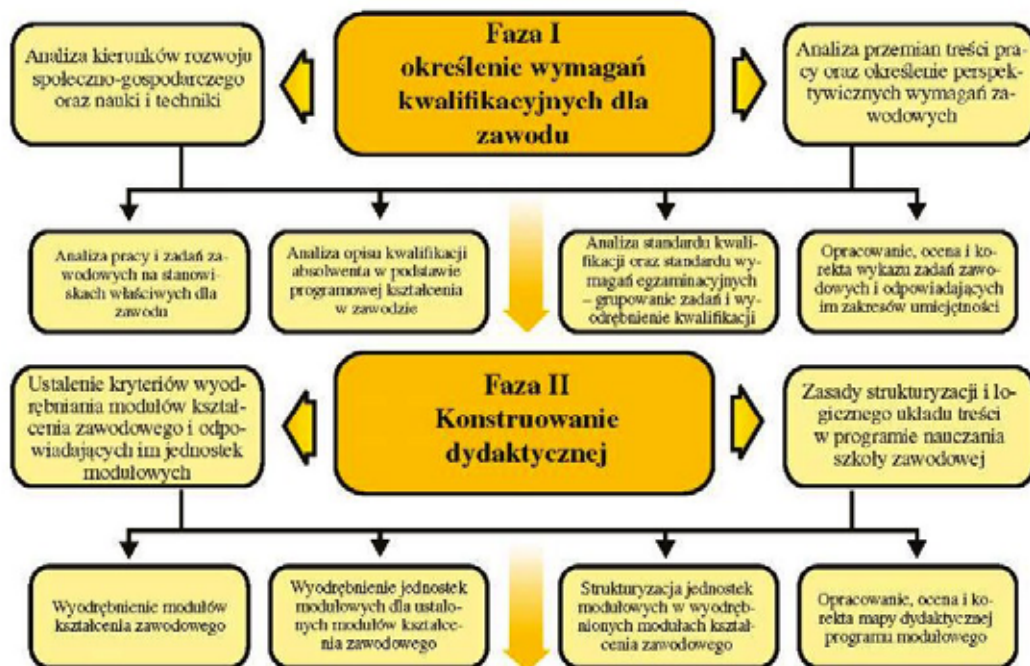 Analiza kierunków rozwoju
społeczno-gospodarczego
oraz nauki i techniki
Faza I
określenie wymagań
kwalifikacyjnych dla
zawodu
Analiza przemian treści pra-
cy oraz określenie perspek-
tywicznych wymagań za-
wodowych
Analiza pracy i zadań za-
wodowych na stanowi-
skach właściwych dla
zawodu
Analiza opisu kwalifikacji
absolwenta w podstawie
programowej kształcenia
w zawodzie
Analiza standardu kwali-
fikacji oraz standardu wy-
magań egzaminacyjnych
– grupowanie zadań i wy-
odrębnienie kwalifikacji
Opracowanie, ocena i ko-
rekta wykazu zadań zawo-
dowych i odpowiadających
im zakresów umiejętności
Ustalenie kryteriów wyod-
rębniania modułów kształ-
cenia zawodowego i odpo-
wiadających im jednostek
modułowych
Faza II
Konstruowanie
dydaktycznej
Zasady strukturyzacji i lo-
gicznego układu treści
w programie nauczania
szkoły zawodowej
Wyodrębnienie modułów
kształcenia zawodowego
Wyodrębnienie jednostek
modułowych dla ustalo-
nych modułów kształce-
nia zawodowego
Strukturyzacja jednostek
modułowych w wyodręb-
nionych modułach kształ-
cenia zawodowego
Opracowanie, ocena i ko-
rekta mapy dydaktycznej
programu modułowego